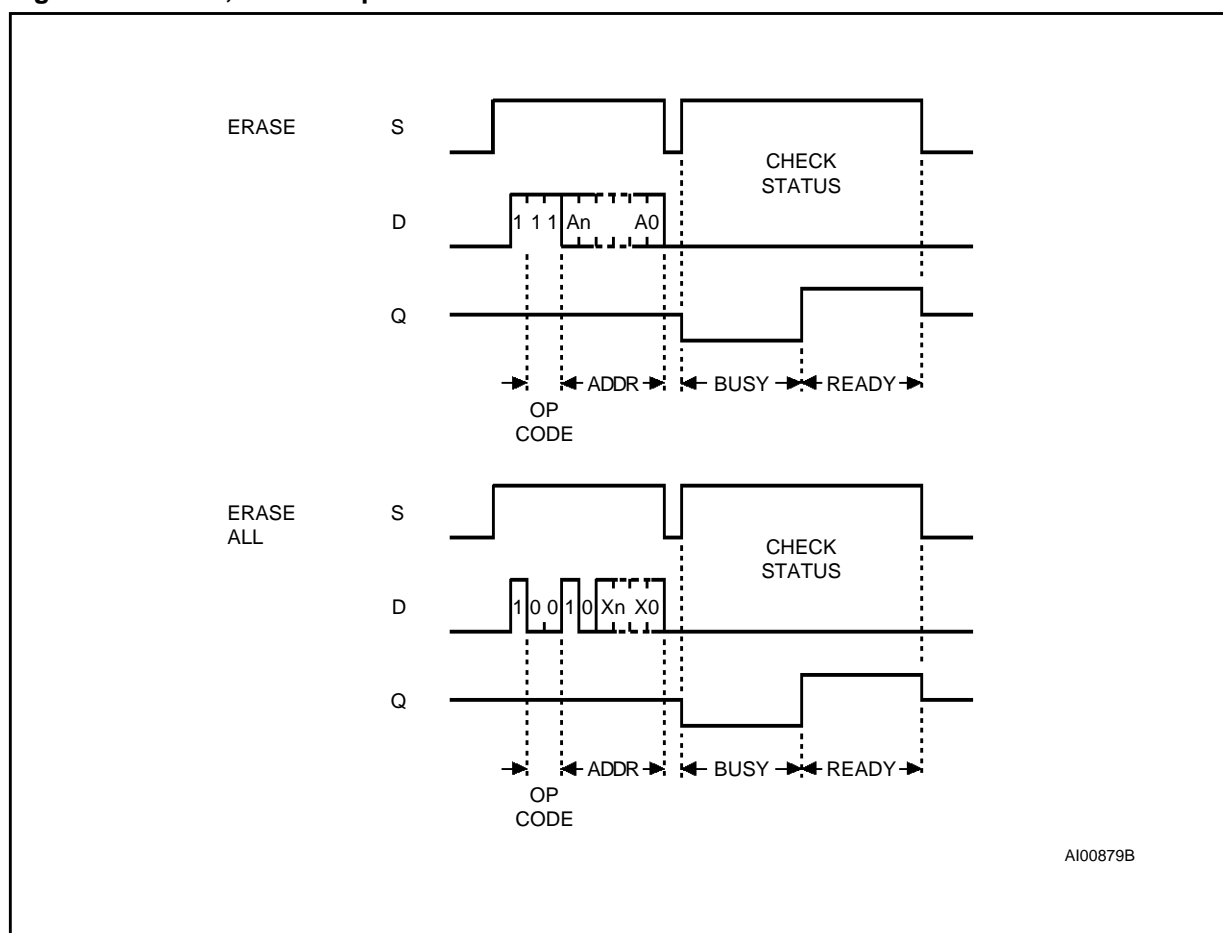 ERASE S
CHECK
STATUS
D 1 1 1 An A0
Q
ADDR BUSY READY
OP
CODE
ERASE
ALL S
CHECK
STATUS
D 1 0 0 1 0 Xn X0
Q
ADDR BUSY READY
OP
CODE
AI00879B